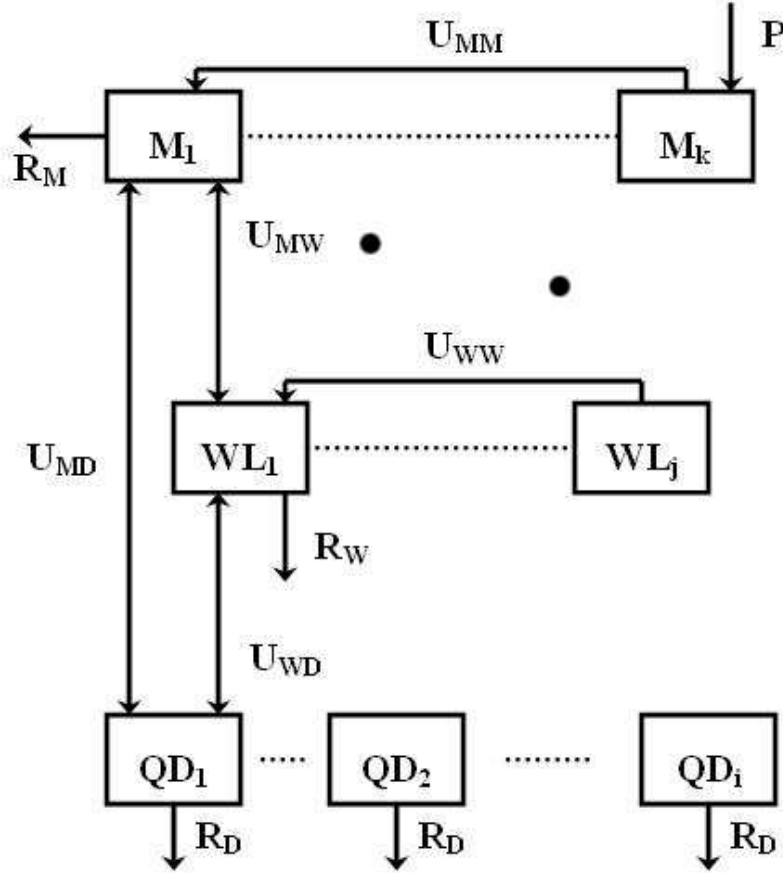 U_MM
P
M_1
M_k
R_M
U_MW
U_WW
WL_1
WL_j
U_MD
R_W
U_WD
QD_1
QD_2
QD_i
R_D
R_D
R_D